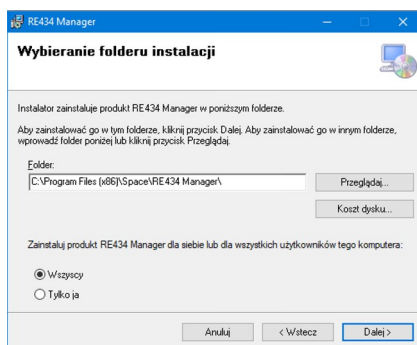 RE434 Manager
Wybieranie folderu instalacji
Instalator zainstaluje produkt RE434 Manager w poniższym folderze.
Aby zainstalować go w tym folderze, kliknij przycisk Dalej. Aby zainstalować go w innym folderze,
wprowadź folder poniżej lub kliknij przycisk Przeglądaj.
Folder:
C:\Program Files (x86)\Space\RE434 Manager\
Przeglądaj...
Koszt dysku...
Zainstaluj produkt RE434 Manager dla siebie lub dla wszystkich użytkowników tego komputera:
Wszyscy
Tylko ja
Anuluj < Wstecz Dalej >